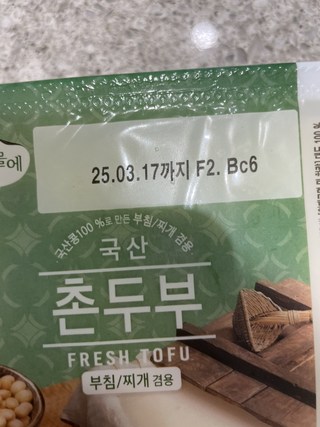 물에
25.03.17까지 F2. Bc6
국산콩100 %로 만든 부침/찌개 겸용
국산
촌두부
FRESH TOFU
부침/찌개 겸용